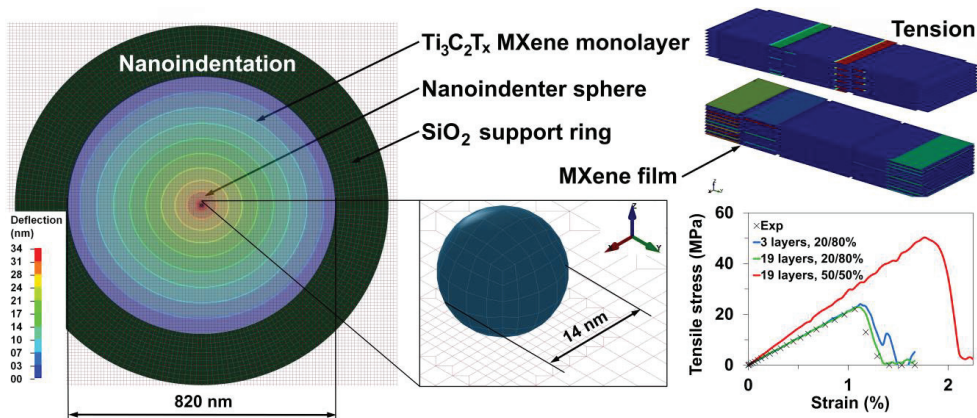 Nanoindentation
Ti₃C₂Tₓ MXene monolayer
Nanoindenter sphere
SiO₂ support ring
Tension
MXene film
Deflection
(nm)
34
31
28
24
21
17
14
10
07
03
00
820 nm
Z
X
Y
14 nm
Tensile stress (MPa)
60
40
20
0
× Exp
3 layers, 20/80%
19 layers, 20/80%
19 layers, 50/50%
0
1
2
Strain (%)